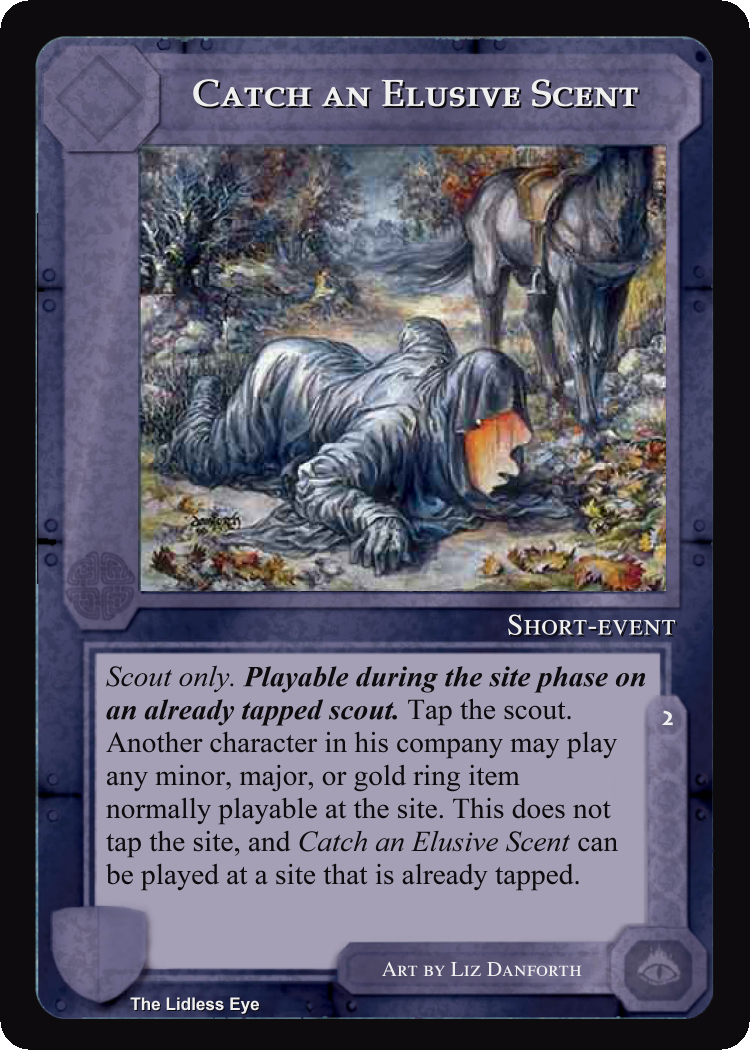 Catch an Elusive Scent
Danforth
Short-event
Scout only. Playable during the site phase on
an already tapped scout. Tap the scout.
Another character in his company may play
any minor, major, or gold ring item
normally playable at the site. This does not
tap the site, and Catch an Elusive Scent can
be played at a site that is already tapped.
2
Art by Liz Danforth
The Lidless Eye